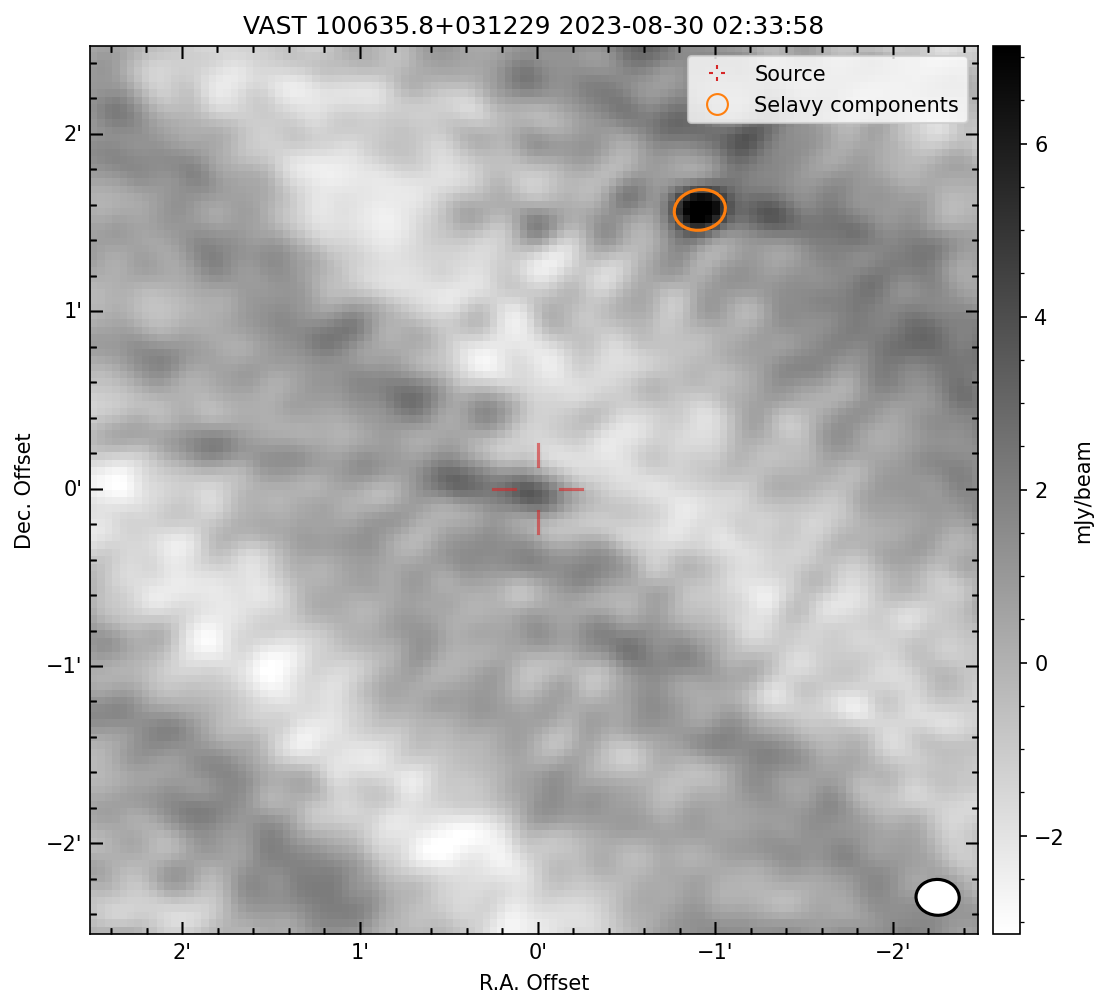 VAST 100635.8+031229 2023-08-30 02:33:58
Source
Selavy components
2'
1'
0'
−1'
−2'
Dec. Offset
2'
1'
0'
−1'
−2'
R.A. Offset
6
4
2
0
−2
mJy/beam